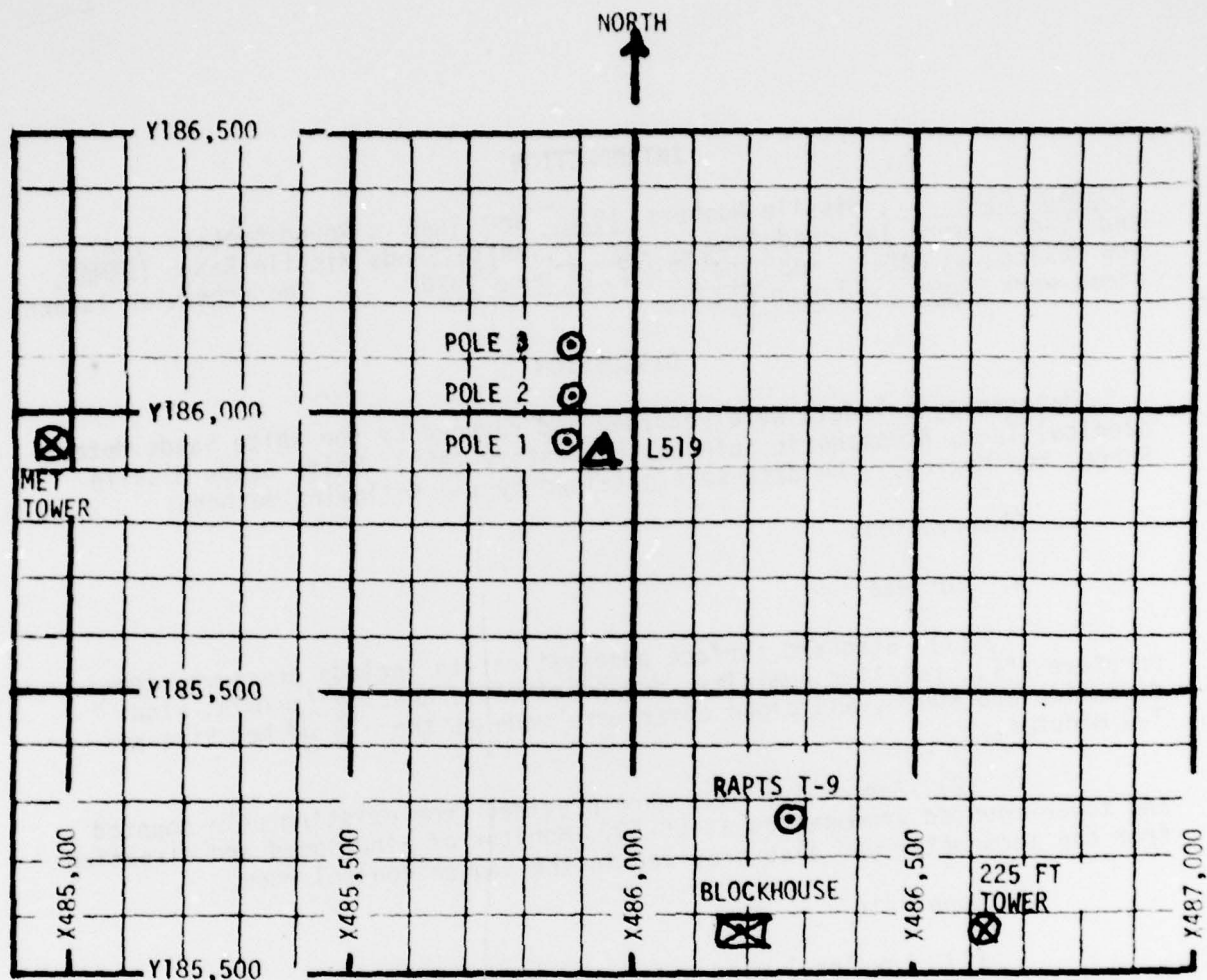 NORTH
Y186,500
POLE 3
POLE 2
Y186,000
POLE 1
L519
MET
TOWER
Y185,500
RAPTS T-9
X485,000
X485,500
X486,000
X486,500
X487,000
BLOCKHOUSE
225 FT
TOWER
Y185,500